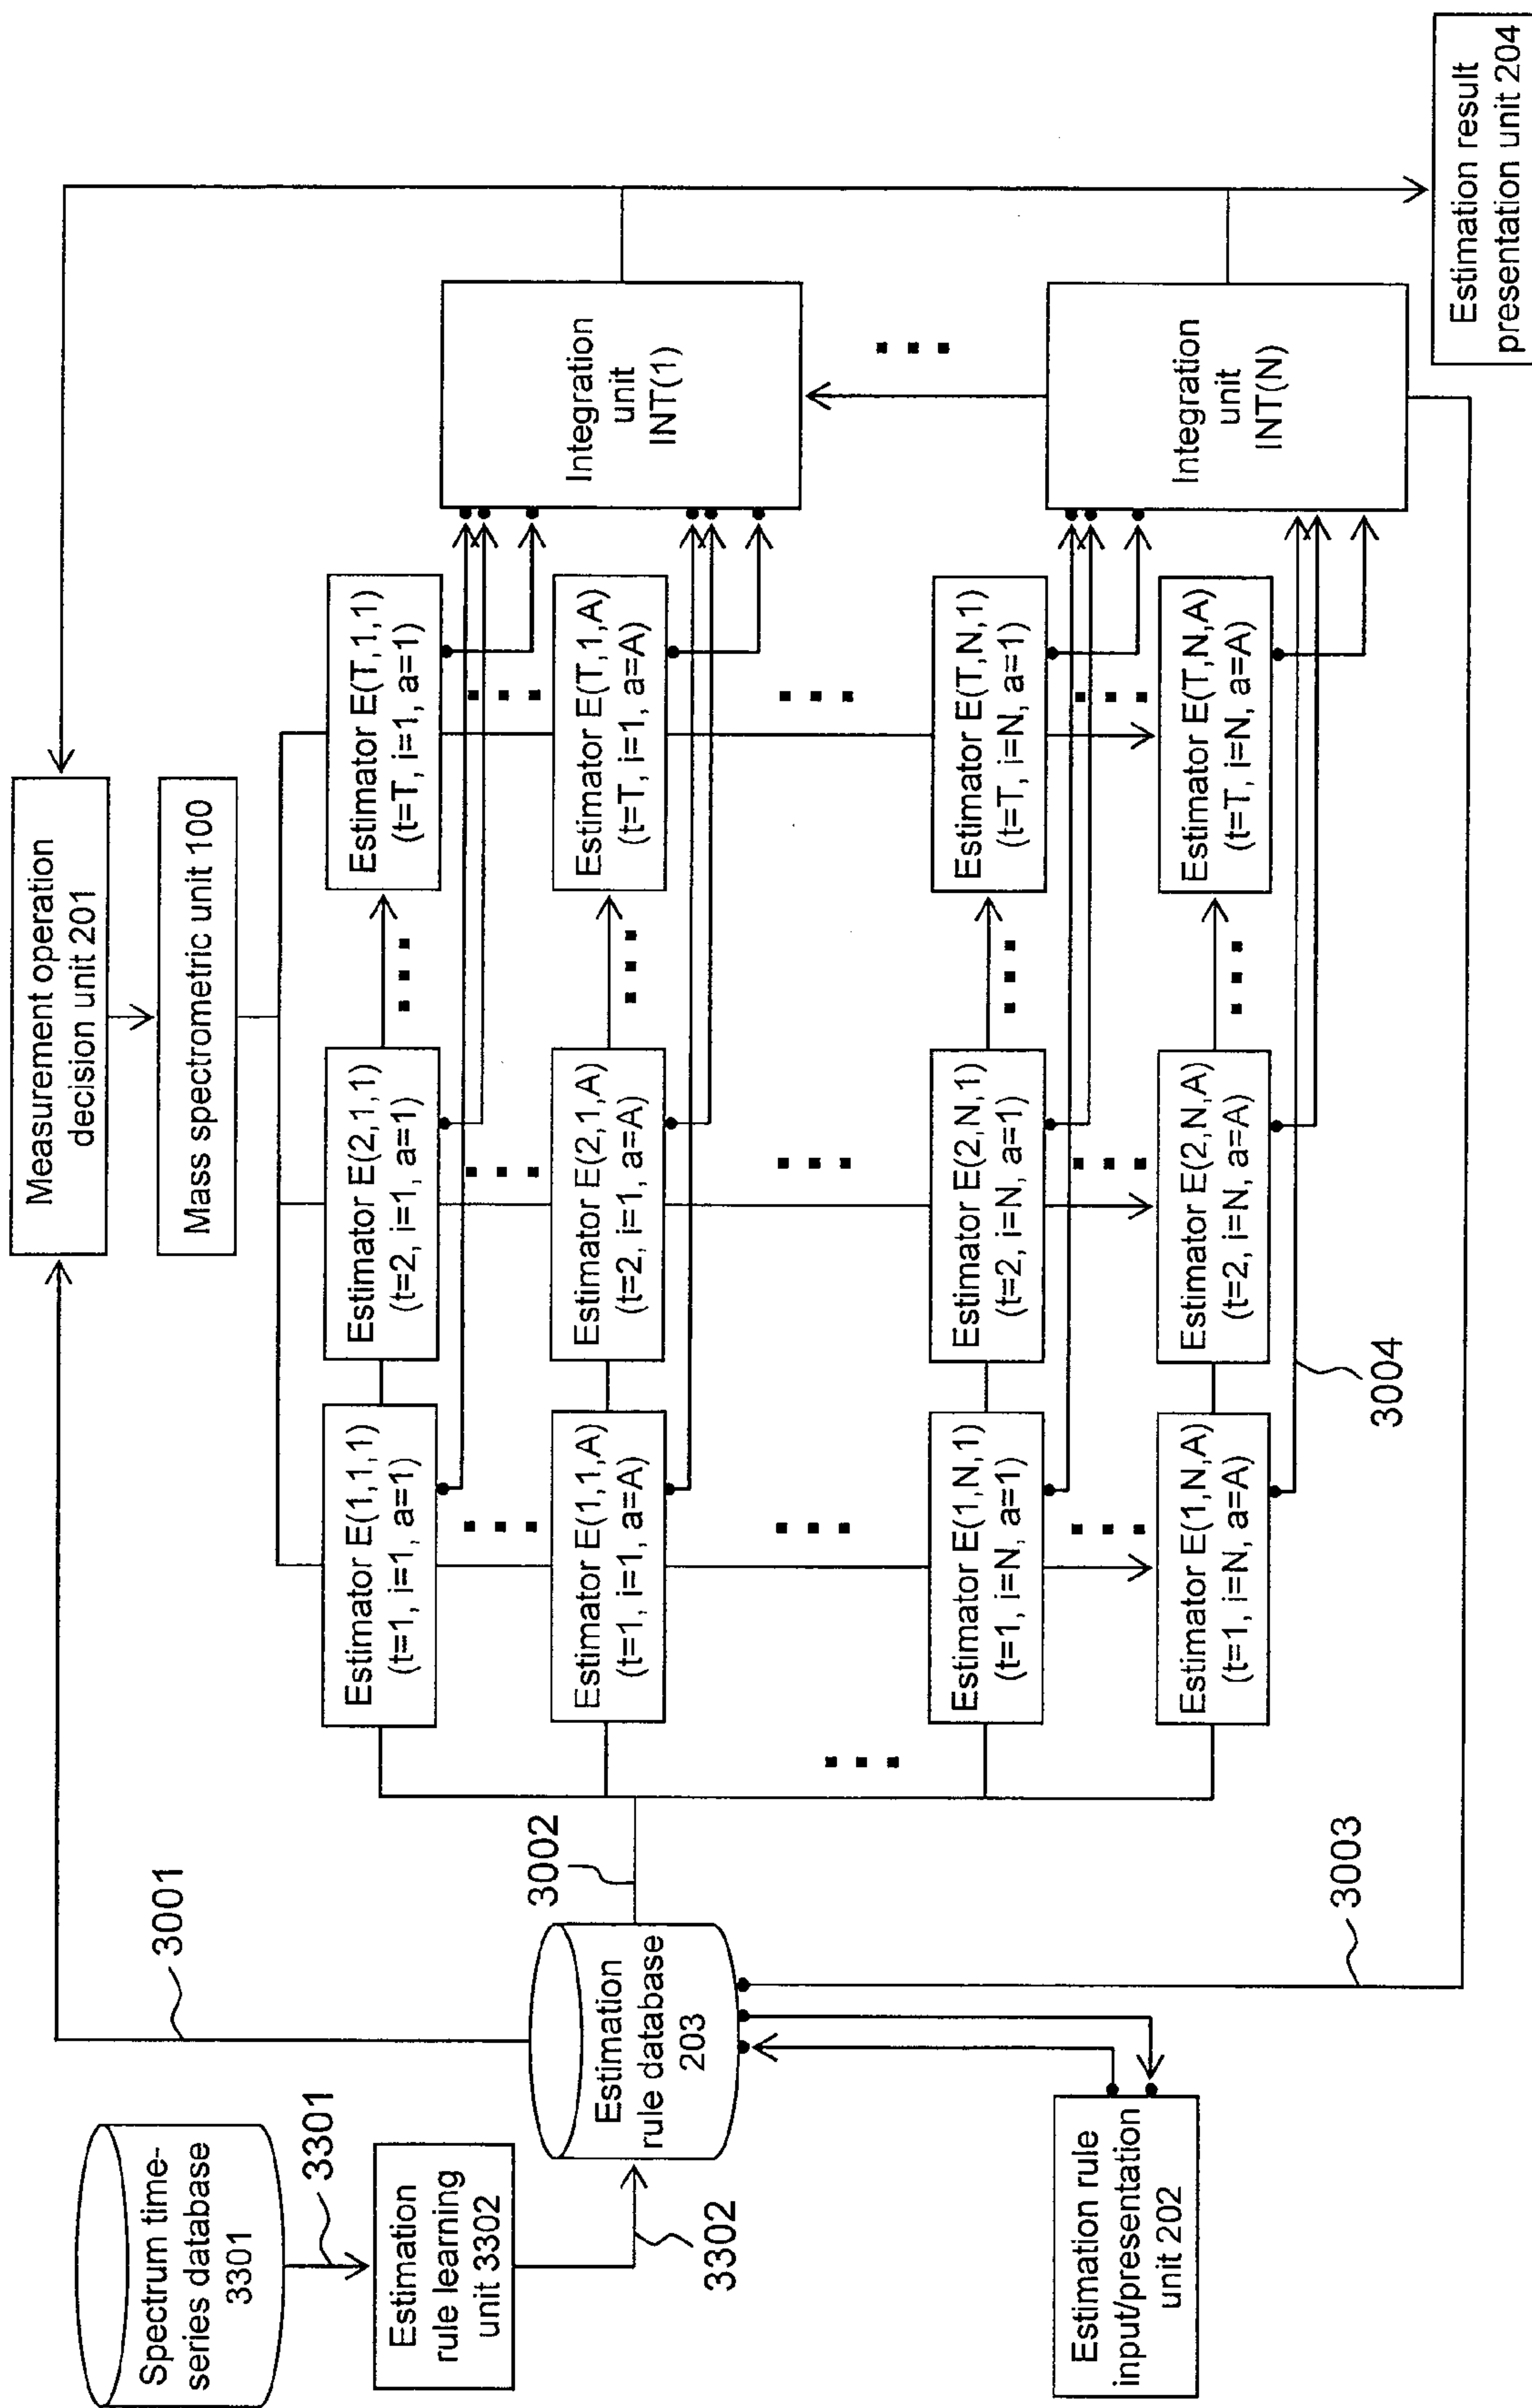 Measurement operation
decision unit 201
Mass spectrometric unit 100
Spectrum time-
series database
3301
3301
Estimation
rule learning
unit 3302
3302
3001
Estimation
rule database
203
3002
3003
Estimation rule
input/presentation
unit 202
Estimator E(1,1,1)
(t=1, i=1, a=1)
Estimator E(2,1,1)
(t=2, i=1, a=1)
Estimator E(T,1,1)
(t=T, i=1, a=1)
Estimator E(1,1,A)
(t=1, i=1, a=A)
Estimator E(2,1,A)
(t=2, i=1, a=A)
Estimator E(T,1,A)
(t=T, i=1, a=A)
Estimator E(1,N,1)
(t=1, i=N, a=1)
Estimator E(2,N,1)
(t=2, i=N, a=1)
Estimator E(T,N,1)
(t=T, i=N, a=1)
Estimator E(1,N,A)
(t=1, i=N, a=A)
Estimator E(2,N,A)
(t=2, i=N, a=A)
Estimator E(T,N,A)
(t=T, i=N, a=A)
3004
Integration
unit
INT(1)
Integration
unit
INT(N)
Estimation result
presentation unit 204